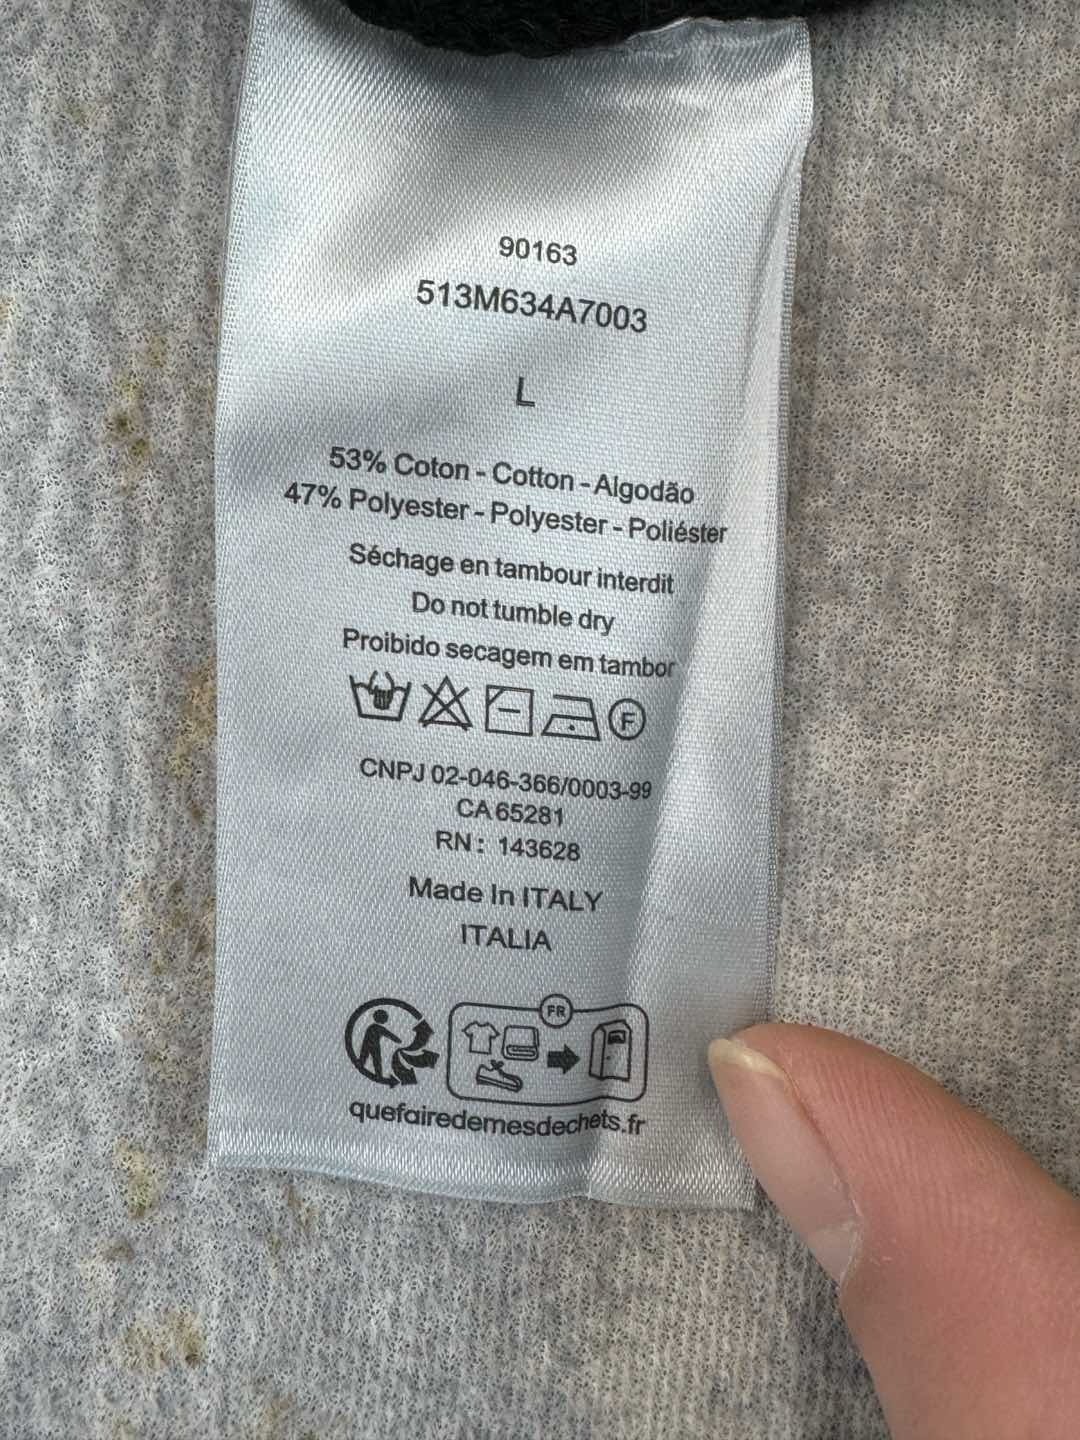 90163
513M634A7003
L
53% Coton - Cotton - Algodão
47% Polyester - Polyester - Poliéster
Séchage en tambour interdit
Do not tumble dry
Proibido secagem em tambor
F
CNPJ 02-046-366/0003-99
CA 65281
RN : 143628
Made In ITALY
ITALIA
FR
quefairedemesdechets.fr